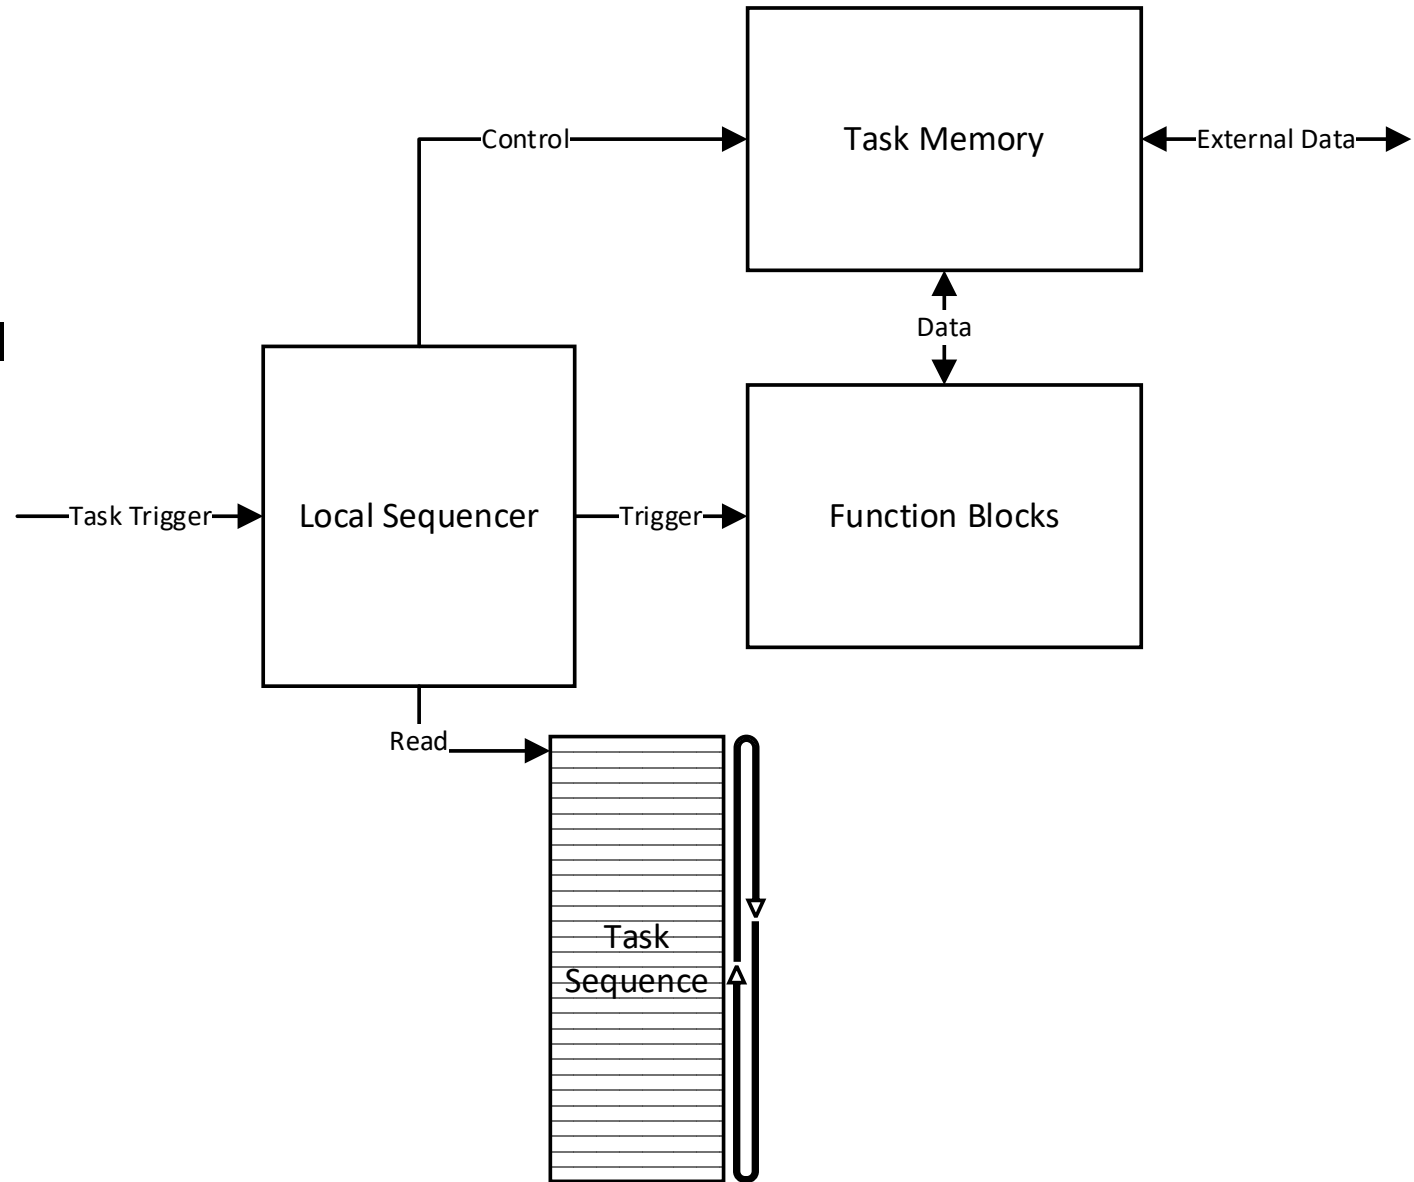 Control
Task Memory
External Data
Data
Task Trigger
Local Sequencer
Trigger
Function Blocks
Read
Task
Sequence